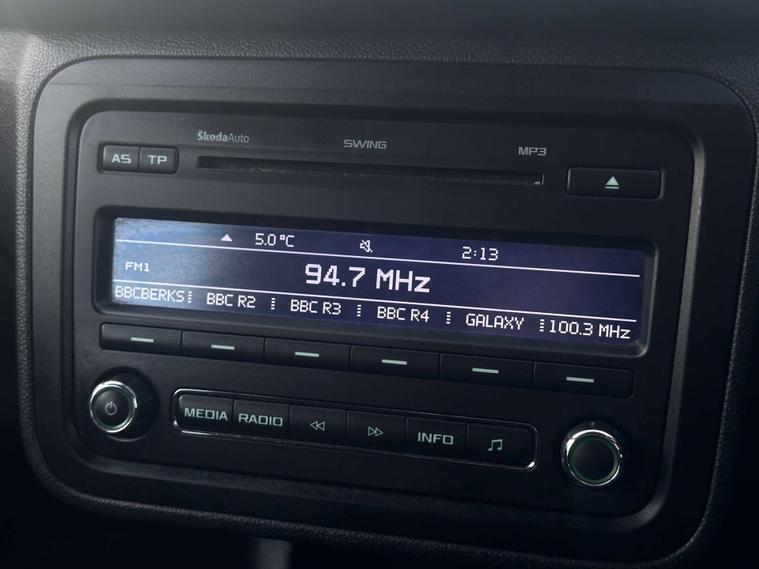 ŠkodaAuto SWING MP3
AS TP
5.0 °C 2:13
FM1 94.7 MHz
BBCBERKS BBC R2 BBC R3 BBC R4 GALAXY 100.3 MHz
MEDIA RADIO INFO